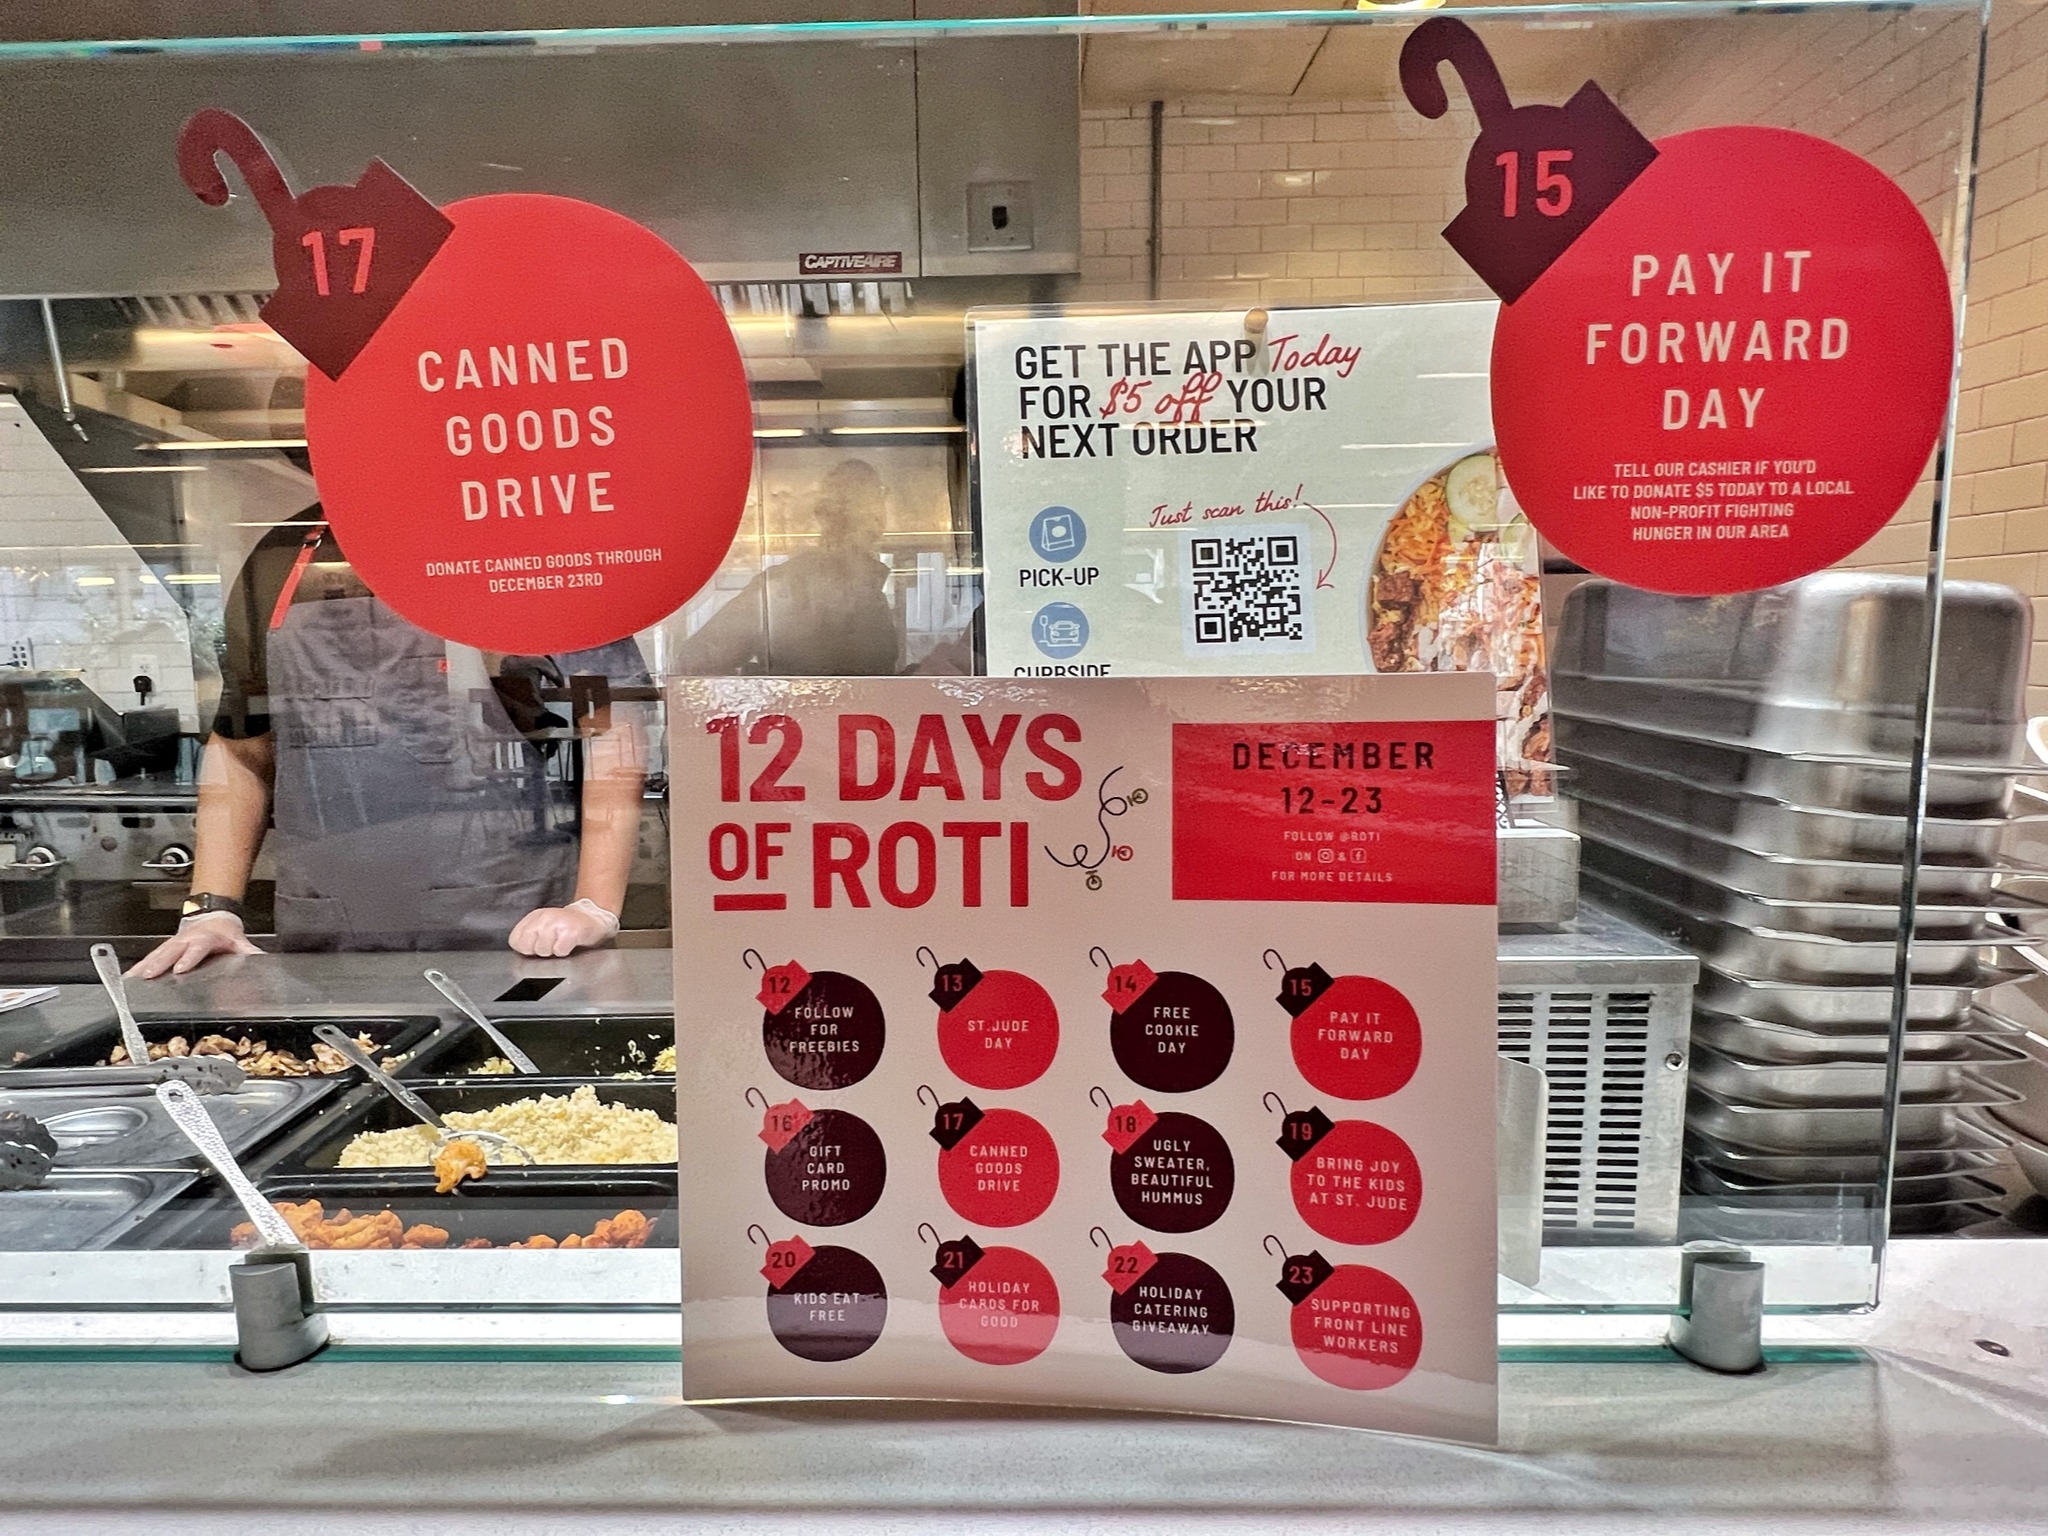 17
CANNED
GOODS
DRIVE
DONATE CANNED GOODS THROUGH
DECEMBER 23RD
CAPTIVEAIRE
15
PAY IT
FORWARD
DAY
TELL OUR CASHIER IF YOU'D
LIKE TO DONATE $5 TODAY TO A LOCAL
NON-PROFIT FIGHTING
HUNGER IN OUR AREA
GET THE APP Today
FOR $5 off YOUR
NEXT ORDER
Just scan this!
PICK-UP
CURBSIDE
12 DAYS
OF ROTI
DECEMBER
12-23
FOLLOW @ROTI
ON &
FOR MORE DETAILS
12
FOLLOW
FOR
FREEBIES
13
ST.JUDE
DAY
14
FREE
COOKIE
DAY
15
PAY IT
FORWARD
DAY
16
GIFT
CARD
PROMO
17
CANNED
GOODS
DRIVE
18
UGLY
SWEATER,
BEAUTIFUL
HUMMUS
19
BRING JOY
TO THE KIDS
AT ST. JUDE
20
KIDS EAT
FREE
21
HOLIDAY
CARDS FOR
GOOD
22
HOLIDAY
CATERING
GIVEAWAY
23
SUPPORTING
FRONT LINE
WORKERS